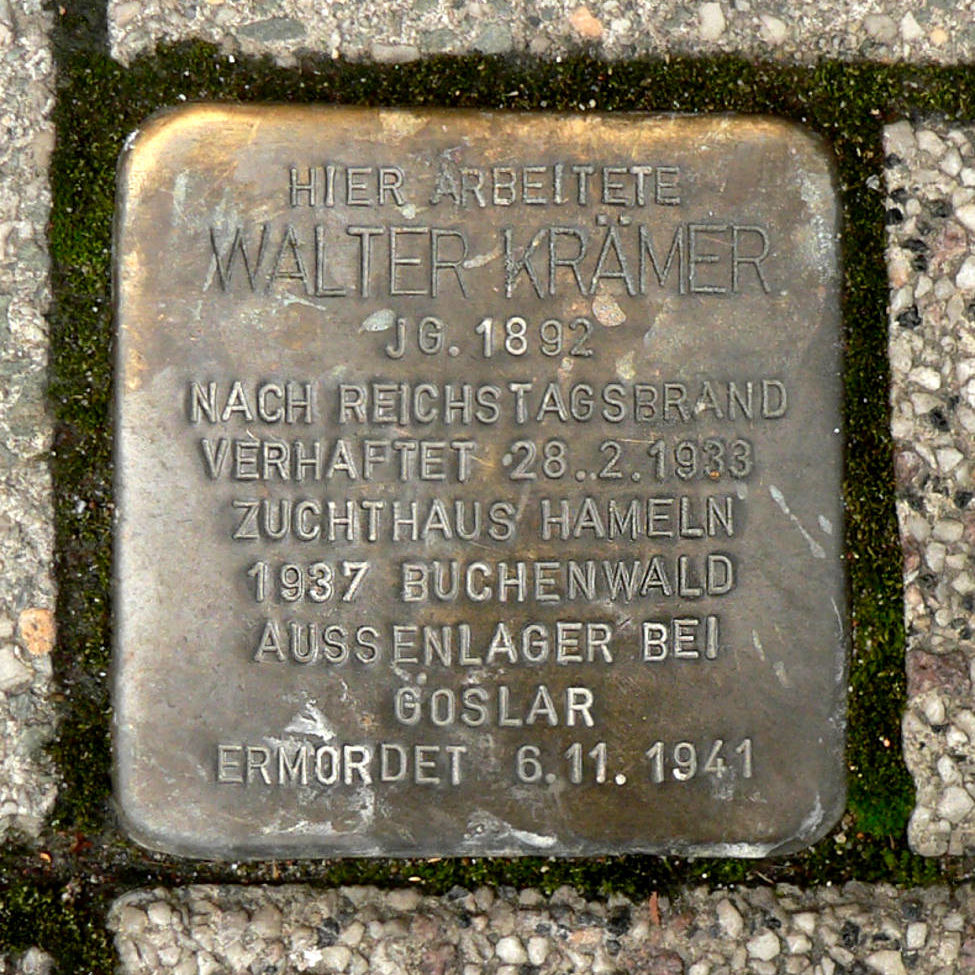 HIER ARBEITETE
WALTER KRÄMER
JG. 1892
NACH REICHSTAGSBRAND
VERHAFTET 28.2.1933
ZUCHTHAUS HAMELN
1937 BUCHENWALD
AUSSENLAGER BEI
GOSLAR
ERMORDET 6.11.1941